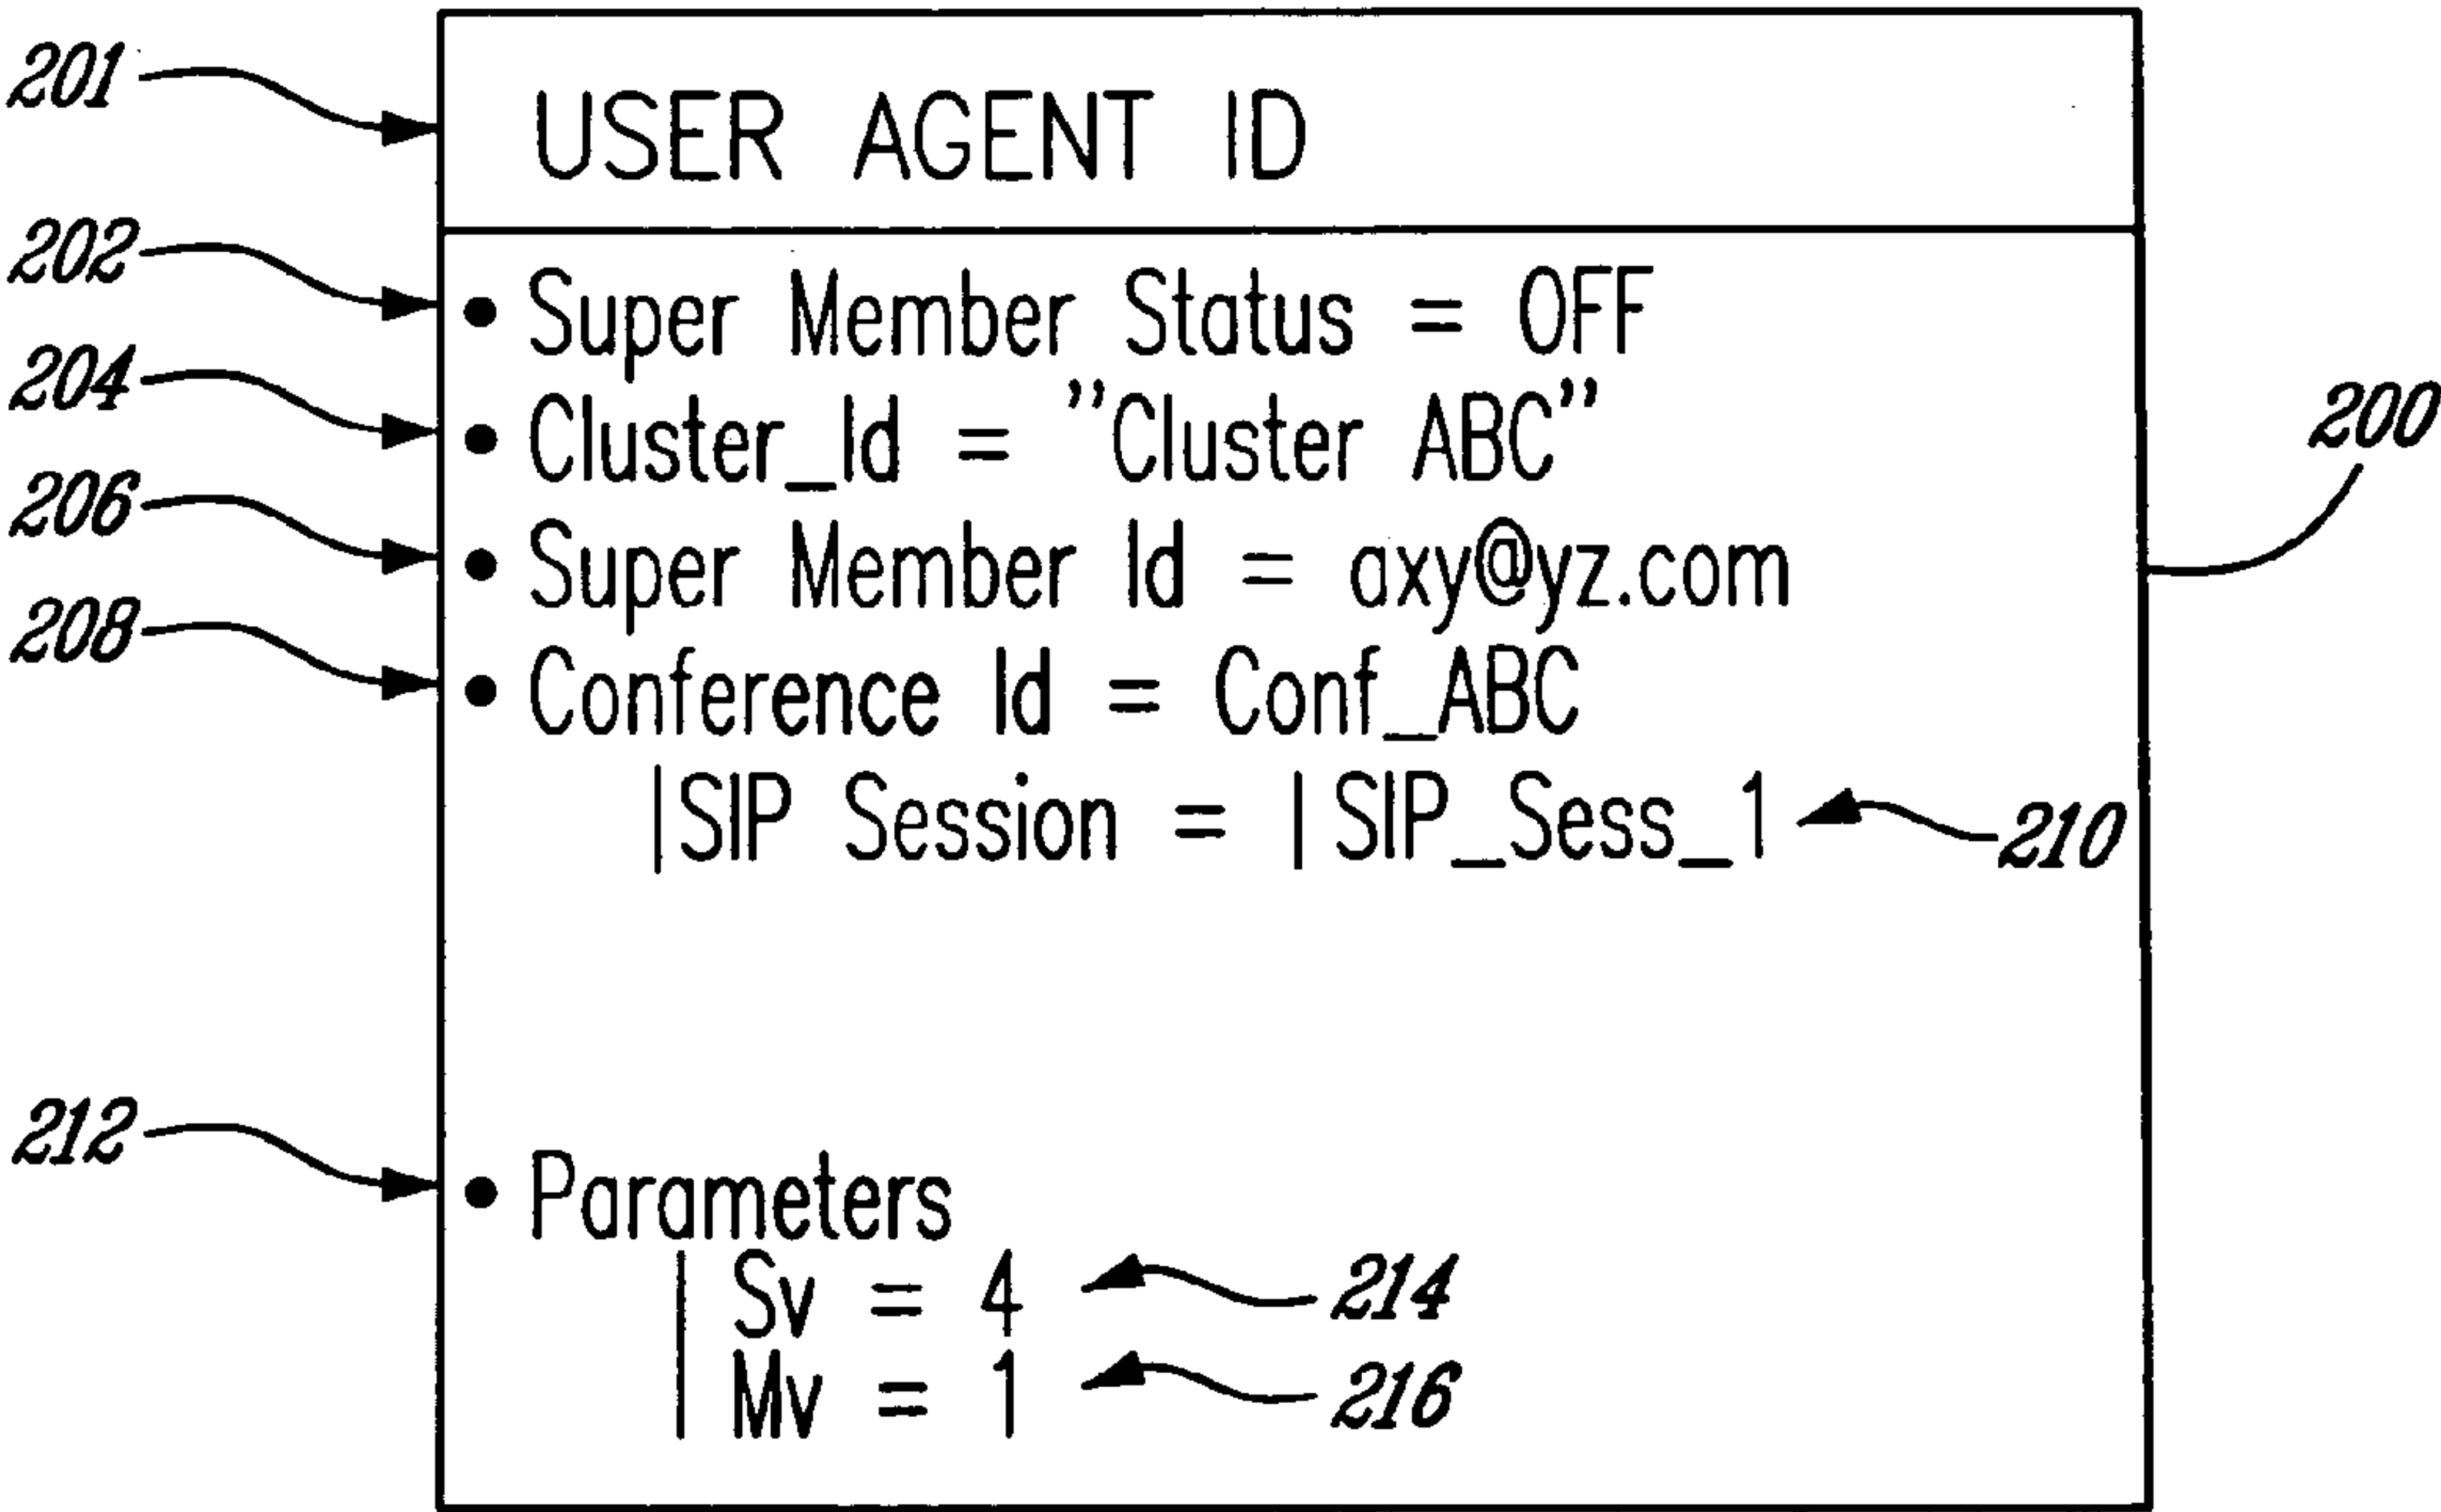 201 USER AGENT ID
202 • Super Member Status = OFF
204 • Cluster_Id = "Cluster ABC"
200
206 • Super Member Id = axy@yz.com
208 • Conference Id = Conf_ABC
|SIP Session = |SIP_Sess_1 210
212 • Parameters
| Sv = 4 214
| Mv = 1 216